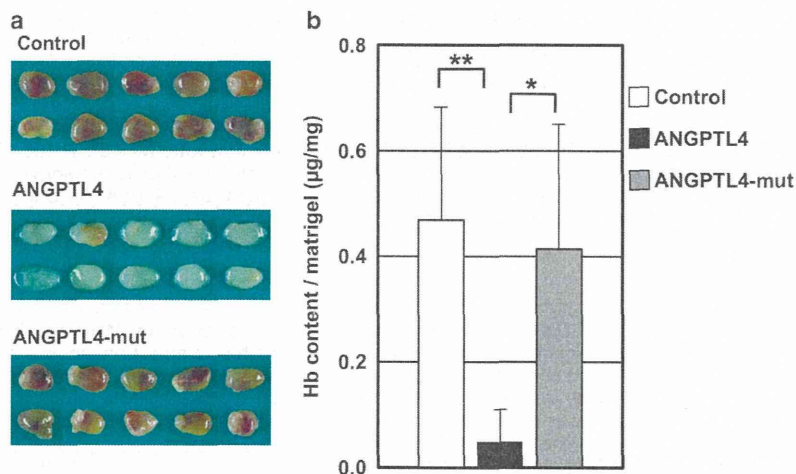 a
Control
ANGPTL4
ANGPTL4-mut
b
Hb content / matrigel (μg/mg)
0.8
0.6
0.4
0.2
0.0
**
*
Control
ANGPTL4
ANGPTL4-mut